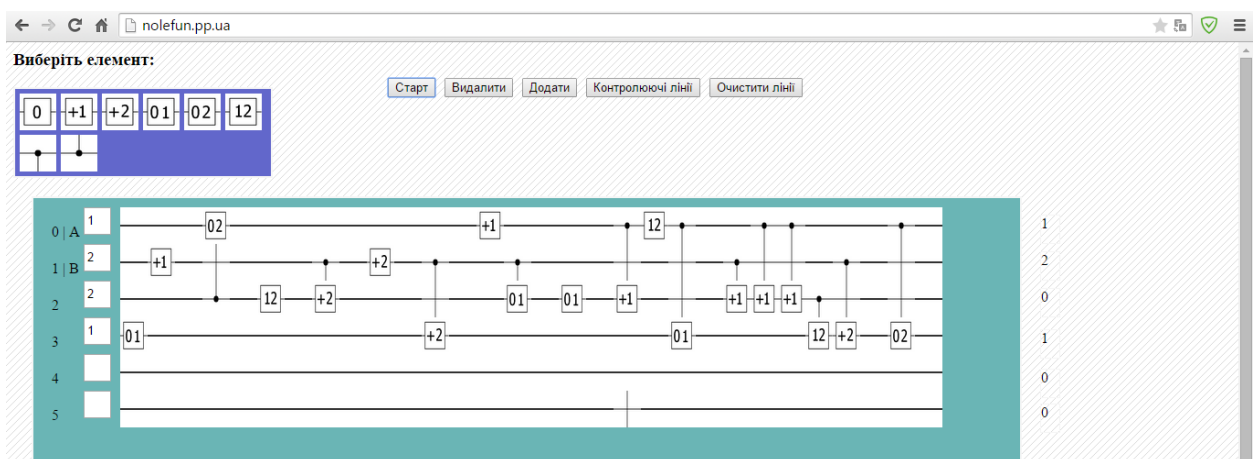 nolefun.pp.ua
Виберіть елемент:
Старт Видалити Додати Контролюючі лінії Очистити лінії
0 +1 +2 01 02 12
0 | A 1 02 +1 12 1
1 | B 2 +1 +2 2
2 2 12 +2 01 01 +1 +1 +1 +1 0
3 1 01 +2 01 12 +2 02 1
4 0
5 0